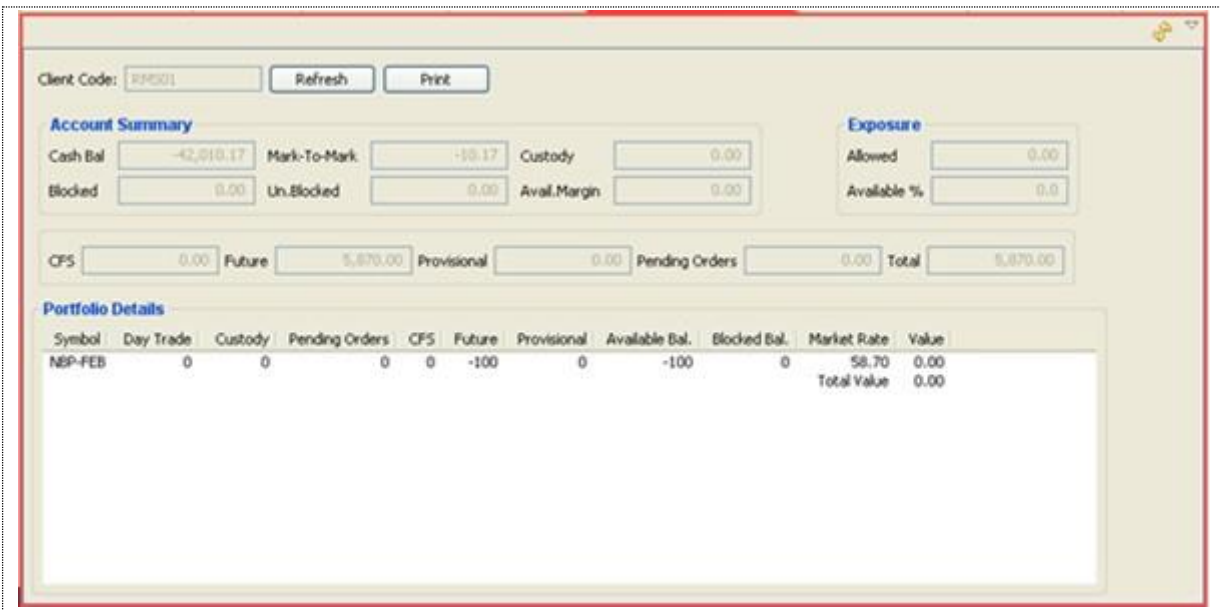 Client Code: RMS01 Refresh Print
Account Summary Exposure
Cash Bal -42,010.17 Mark-To-Mark -10.17 Custody 0.00 Allowed 0.00
Blocked 0.00 Un.Blocked 0.00 Avail.Margin 0.00 Available % 0.0
CFS 0.00 Future 5,870.00 Provisional 0.00 Pending Orders 0.00 Total 5,870.00
Portfolio Details
Symbol Day Trade Custody Pending Orders CFS Future Provisional Available Bal. Blocked Bal. Market Rate Value
NBP-FEB 0 0 0 0 -100 0 -100 0 58.70 0.00
Total Value 0.00